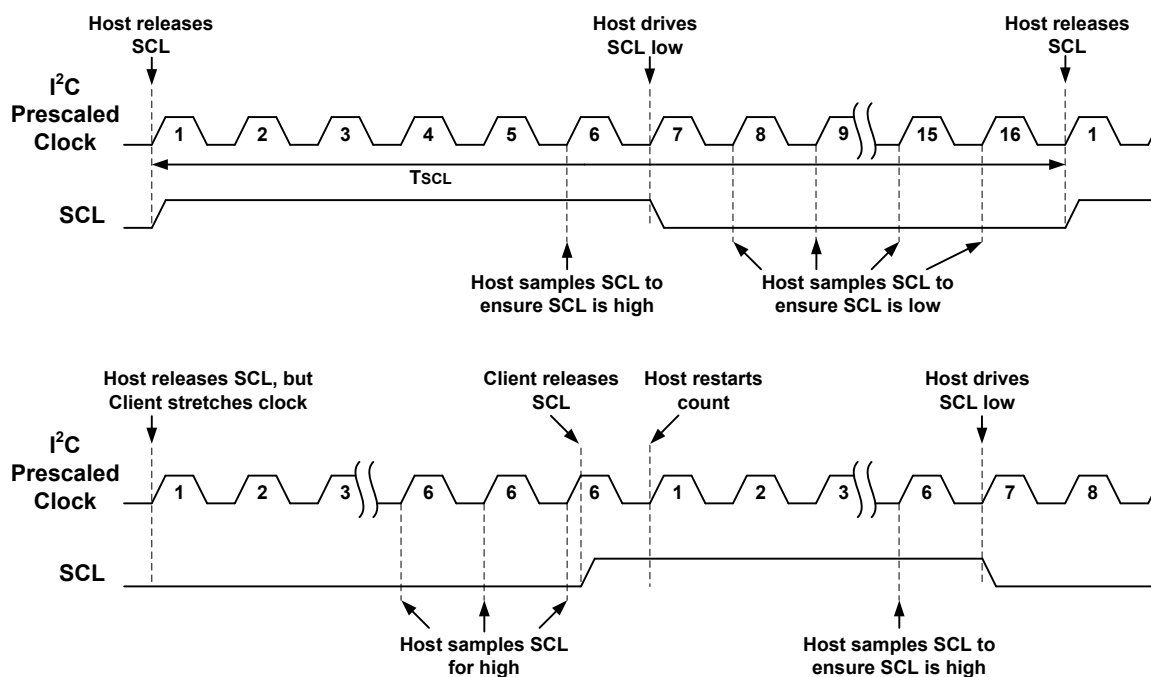 Host releases
SCL
Host drives
SCL low
Host releases
SCL
I²C
Prescaled
Clock
1 2 3 4 5 6 7 8 9 15 16 1
TSCL
SCL
Host samples SCL to
ensure SCL is high
Host samples SCL to
ensure SCL is low
Host releases SCL, but
Client stretches clock
Client releases
SCL
Host restarts
count
Host drives
SCL low
I²C
Prescaled
Clock
1 2 3 6 6 6 1 2 3 6 7 8
SCL
Host samples SCL
for high
Host samples SCL to
ensure SCL is high